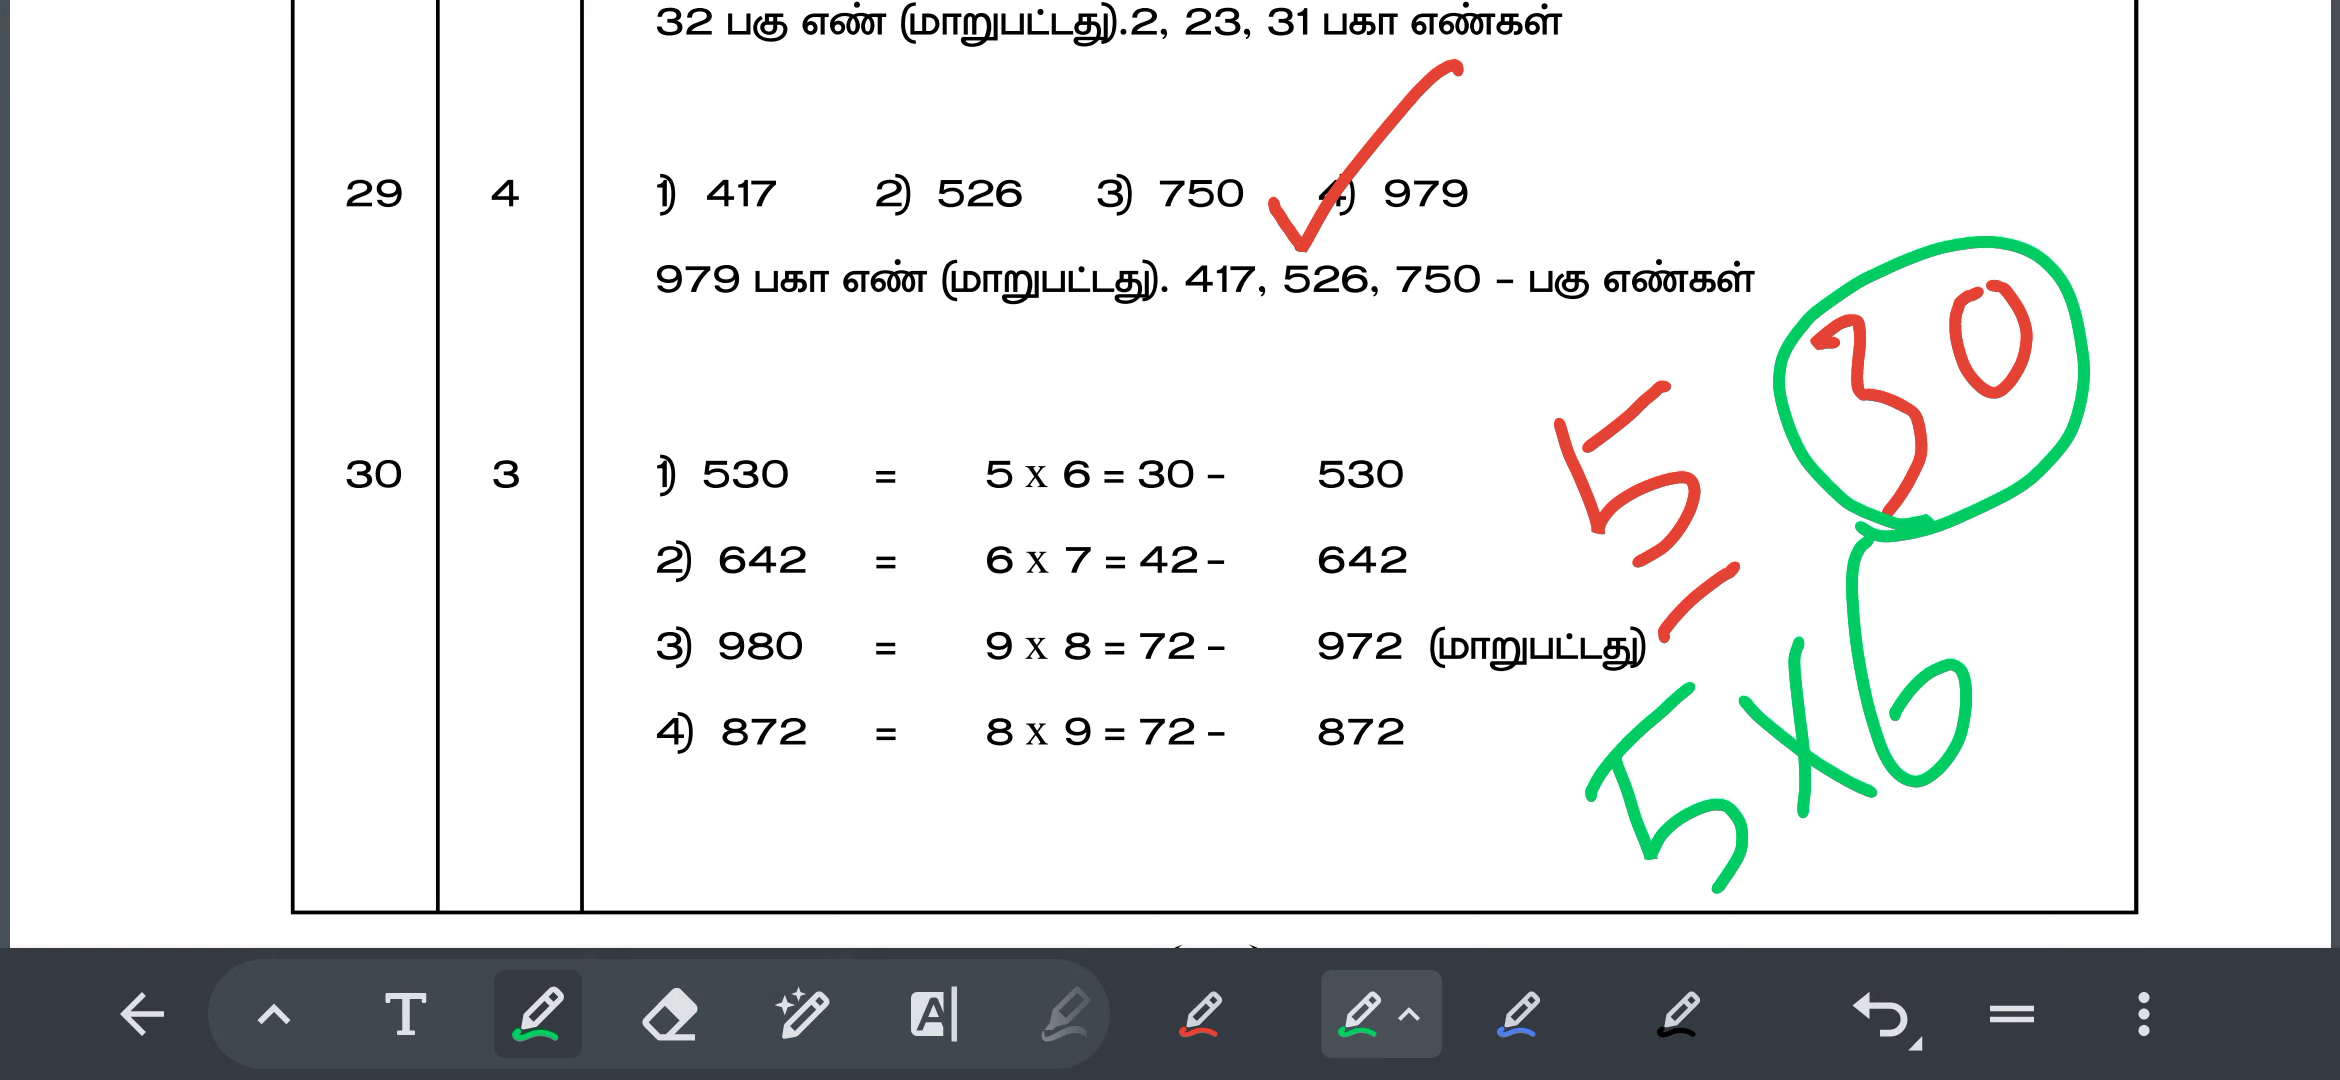 32 பகு எண் (மாறுபட்டது).2, 23, 31 பகா எண்கள்
29 4 1) 417 2) 526 3) 750 4) 979
979 பகா எண் (மாறுபட்டது). 417, 526, 750 – பகு எண்கள்
30 3 1) 530 = 5 x 6 = 30 – 530
2) 642 = 6 x 7 = 42 – 642
3) 980 = 9 x 8 = 72 – 972 (மாறுபட்டது)
4) 872 = 8 x 9 = 72 – 872
5 30
5 x 6
T A